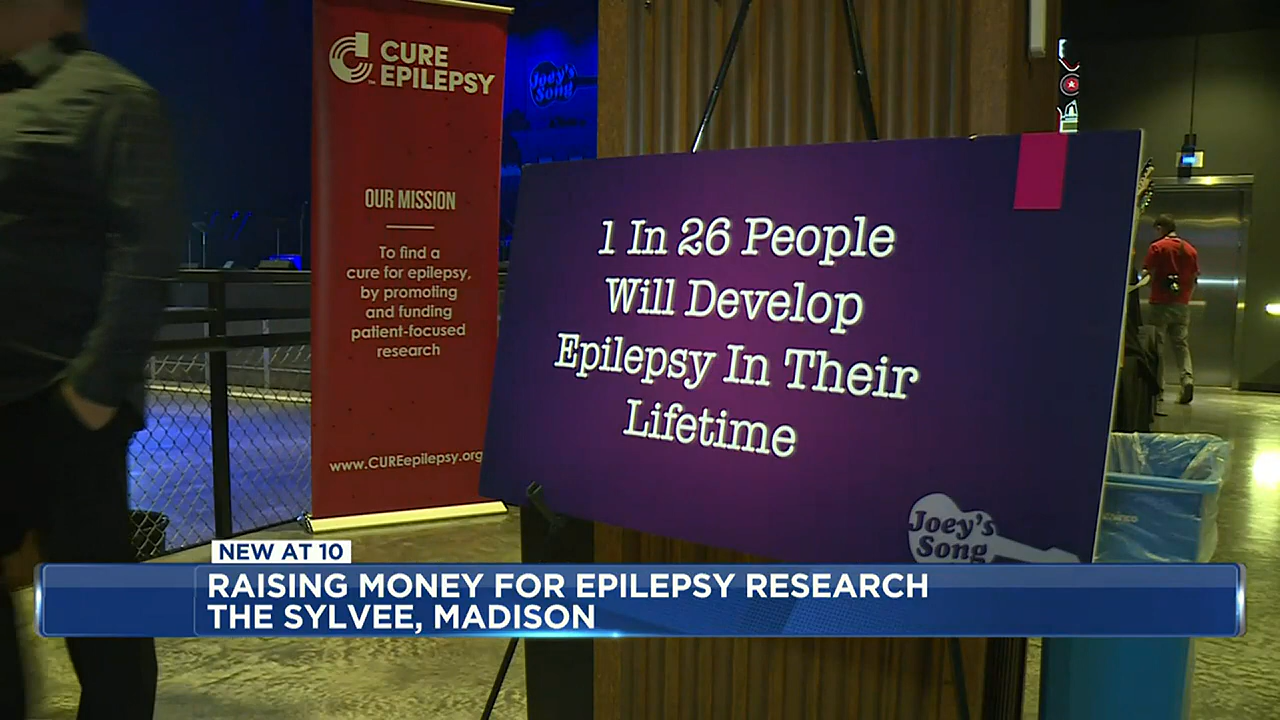 CURE
EPILEPSY
OUR MISSION
To find a
cure for epilepsy,
by promoting
and funding
patient-focused
research
www.CUREepilepsy.org
Joey's
Song
1 In 26 People
Will Develop
Epilepsy In Their
Lifetime
Joey's
Song
NEW AT 10
RAISING MONEY FOR EPILEPSY RESEARCH
THE SYLVEE, MADISON